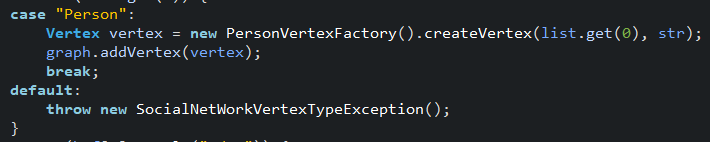 case "Person":
Vertex vertex = new PersonVertexFactory().createVertex(list.get(0), str);
graph.addVertex(vertex);
break;
default:
throw new SocialNetWorkVertexTypeException();
}